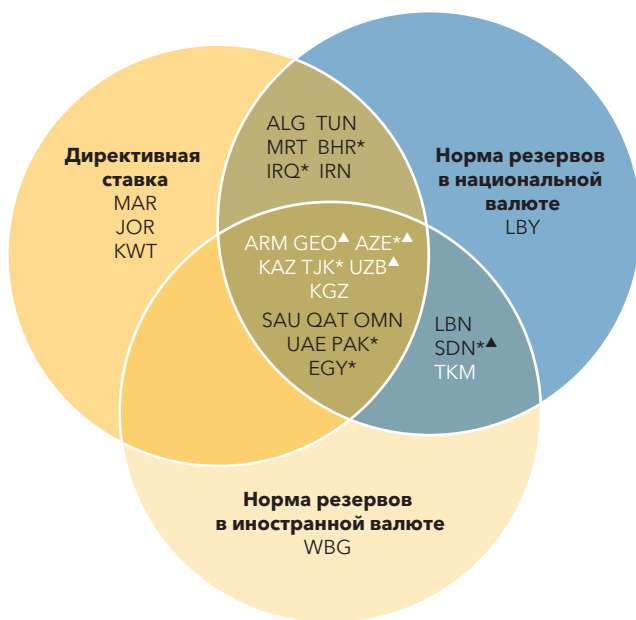 ALG TUN
MRT BHR*
IRQ* IRN
Директивная
ставка
MAR
JOR
KWT
Норма резервов
в национальной
валюте
LBY
ARM GEO▲ AZE*▲
KAZ TJK* UZB▲
KGZ
SAU QAT OMN
UAE PAK*
EGY*
LBN
SDN*▲
TKM
Норма резервов
в иностранной валюте
WBG